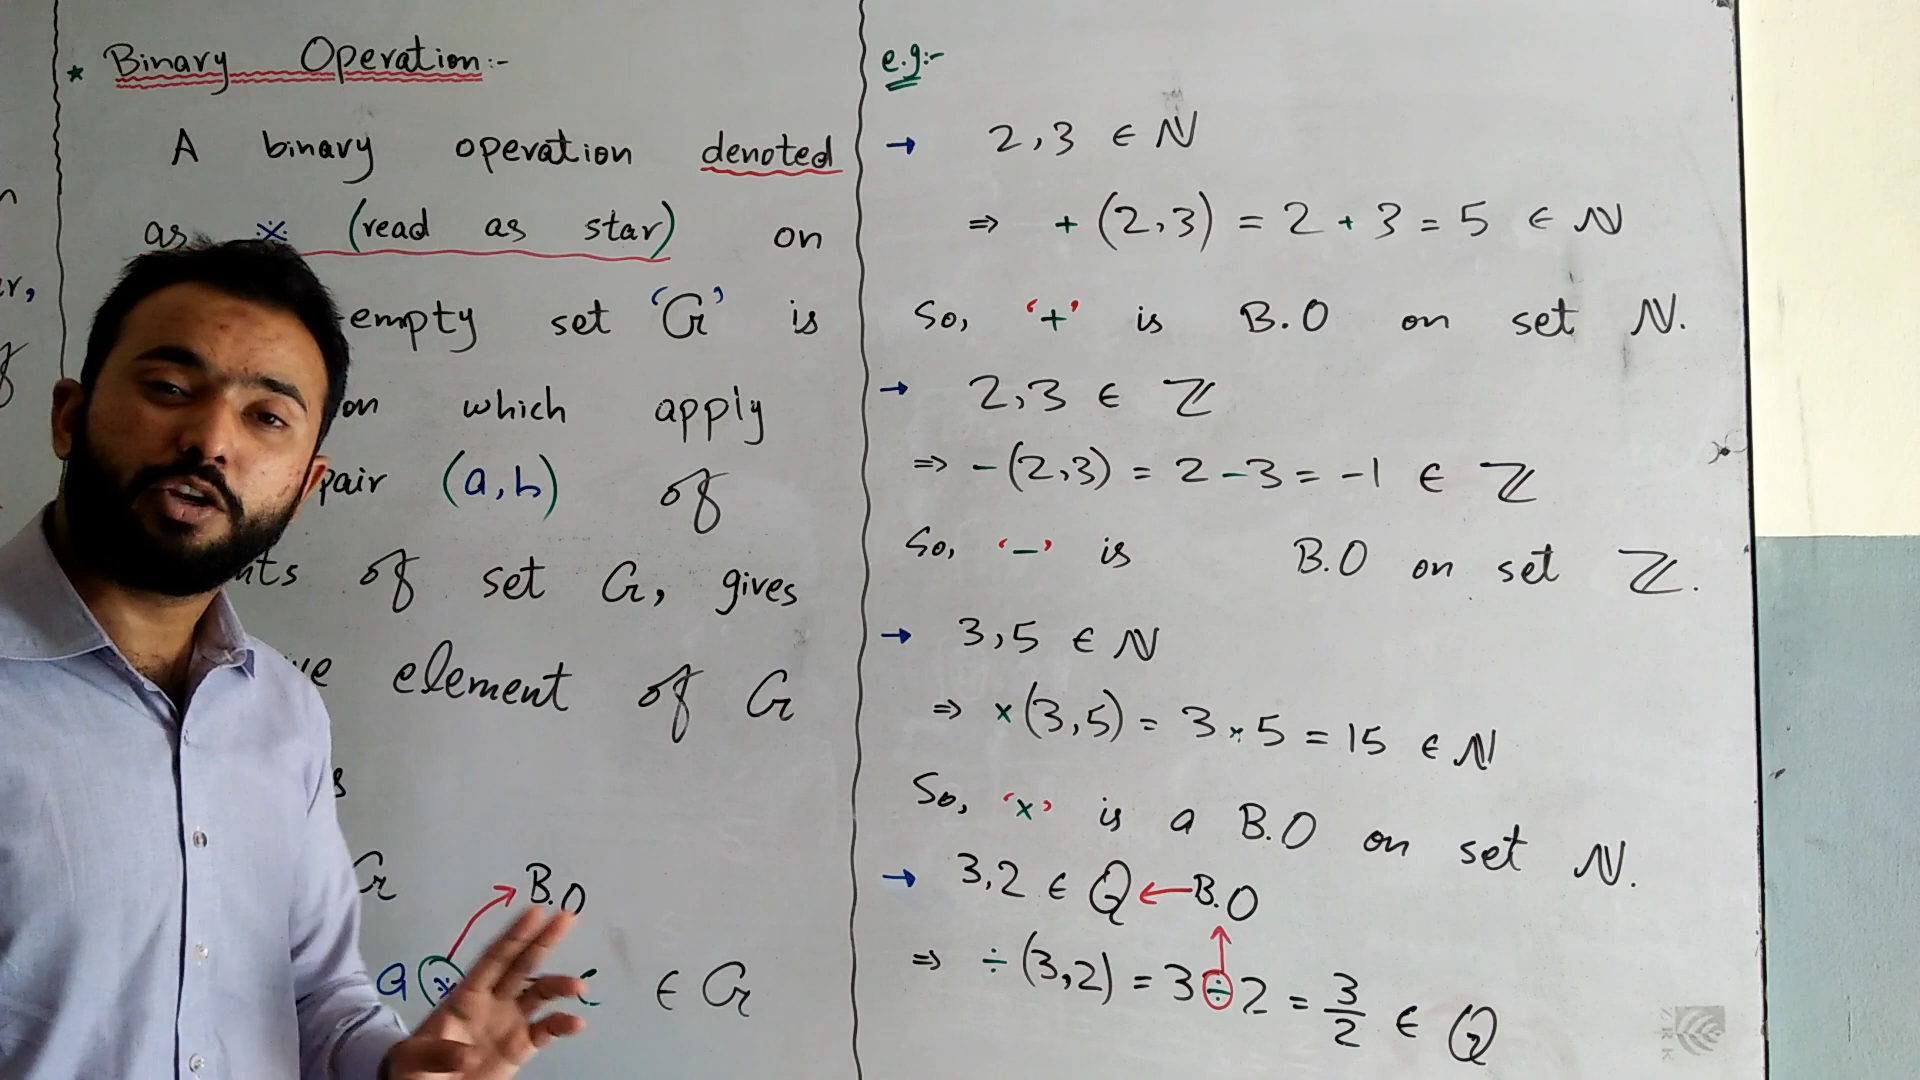 * Binary Operation:-
A binary operation denoted
as ※ (read as star) on
empty set 'G' is
on which apply
pair (a,b) of
nts of set G, gives
ve element of G
s
G B.O
a ※ c ∈ G
e.g:-
→ 2,3 ∈ N
⇒ + (2,3) = 2 + 3 = 5 ∈ N
So, '+' is B.O on set N.
→ 2,3 ∈ Z
⇒ -(2,3) = 2 - 3 = -1 ∈ Z
So, '-' is B.O on set Z.
→ 3,5 ∈ N
⇒ ×(3,5) = 3 × 5 = 15 ∈ N
So, '×' is a B.O on set N.
→ 3,2 ∈ Q ← B.O
⇒ ÷ (3,2) = 3 ÷ 2 = 3/2 ∈ Q
ZRK